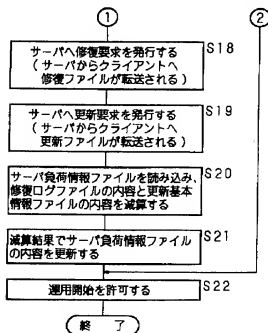 ①
②
サーバへ修復要求を発行する
(サーバからクライアントへ
修復ファイルが転送される)
S18
サーバへ更新要求を発行する
(サーバからクライアントへ
更新ファイルが転送される)
S19
サーバ負荷情報ファイルを読み込み、
修復ログファイルの内容と更新基本
情報ファイルの内容を減算する
S20
減算結果でサーバ負荷情報ファイル
の内容を更新する
S21
運用開始を許可する
S22
終 了